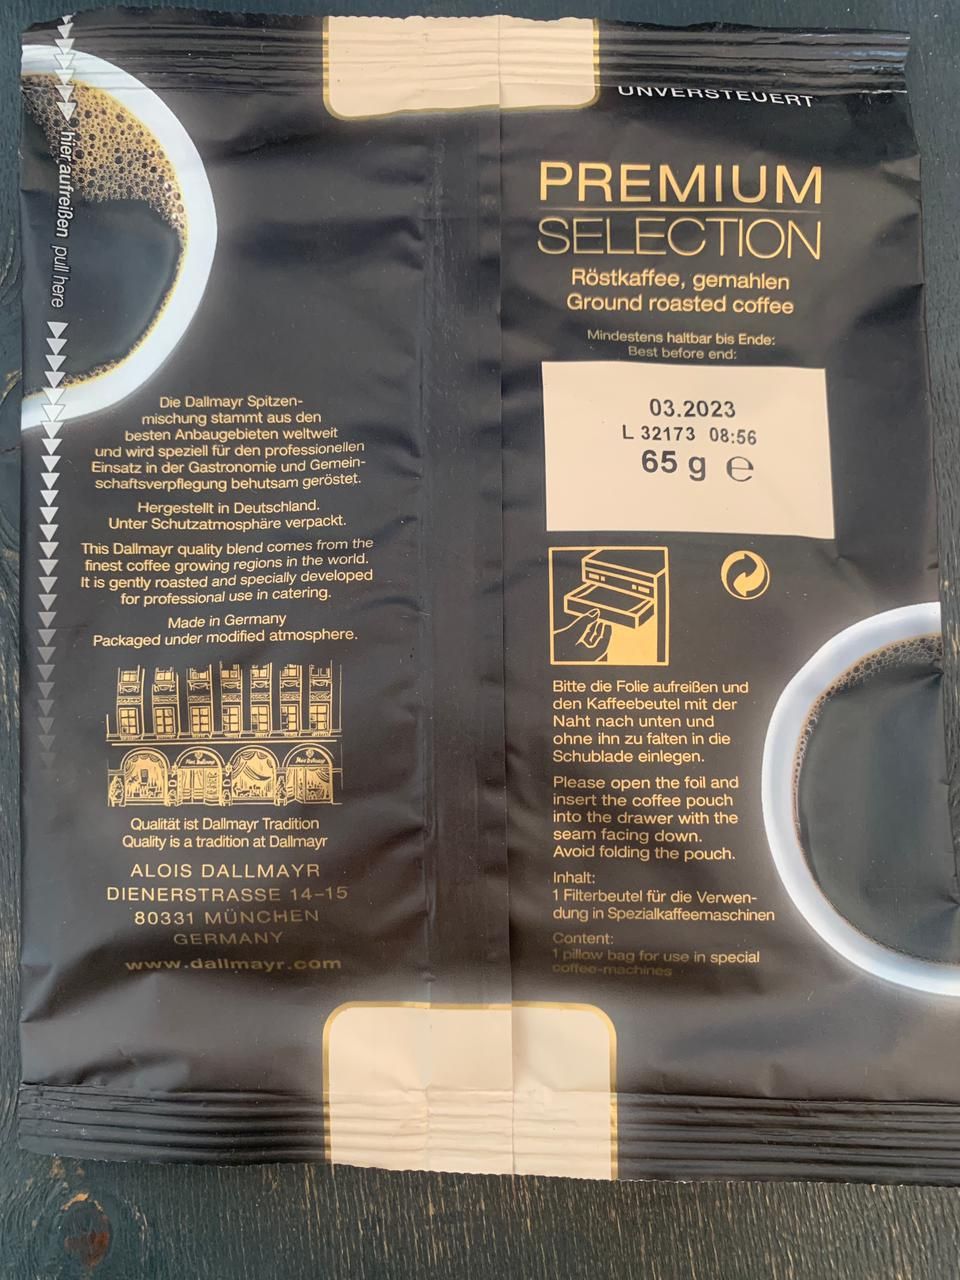 hier aufreißen pull here
Die Dallmayr Spitzen-
mischung stammt aus den
besten Anbaugebieten weltweit
und wird speziell für den professionellen
Einsatz in der Gastronomie und Gemein-
schaftsverpflegung behutsam geröstet.
Hergestellt in Deutschland.
Unter Schutzatmosphäre verpackt.
This Dallmayr quality blend comes from the
finest coffee growing regions in the world.
It is gently roasted and specially developed
for professional use in catering.
Made in Germany
Packaged under modified atmosphere.
Qualität ist Dallmayr Tradition
Quality is a tradition at Dallmayr
ALOIS DALLMAYR
DIENERSTRASSE 14–15
80331 MÜNCHEN
GERMANY
www.dallmayr.com
UNVERSTEUERT
PREMIUM
SELECTION
Röstkaffee, gemahlen
Ground roasted coffee
Mindestens haltbar bis Ende:
Best before end:
03.2023
L 32173 08:56
65 g ℮
Bitte die Folie aufreißen und
den Kaffeebeutel mit der
Naht nach unten und
ohne ihn zu falten in die
Schublade einlegen.
Please open the foil and
insert the coffee pouch
into the drawer with the
seam facing down.
Avoid folding the pouch.
Inhalt:
1 Filterbeutel für die Verwen-
dung in Spezialkaffeemaschinen
Content:
1 pillow bag for use in special
coffee-machines